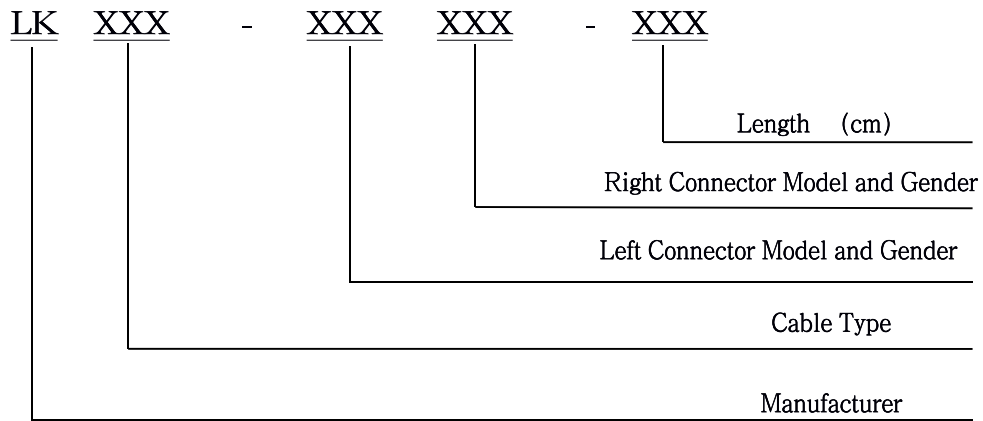 LK XXX - XXX XXX - XXX
Length (cm)
Right Connector Model and Gender
Left Connector Model and Gender
Cable Type
Manufacturer